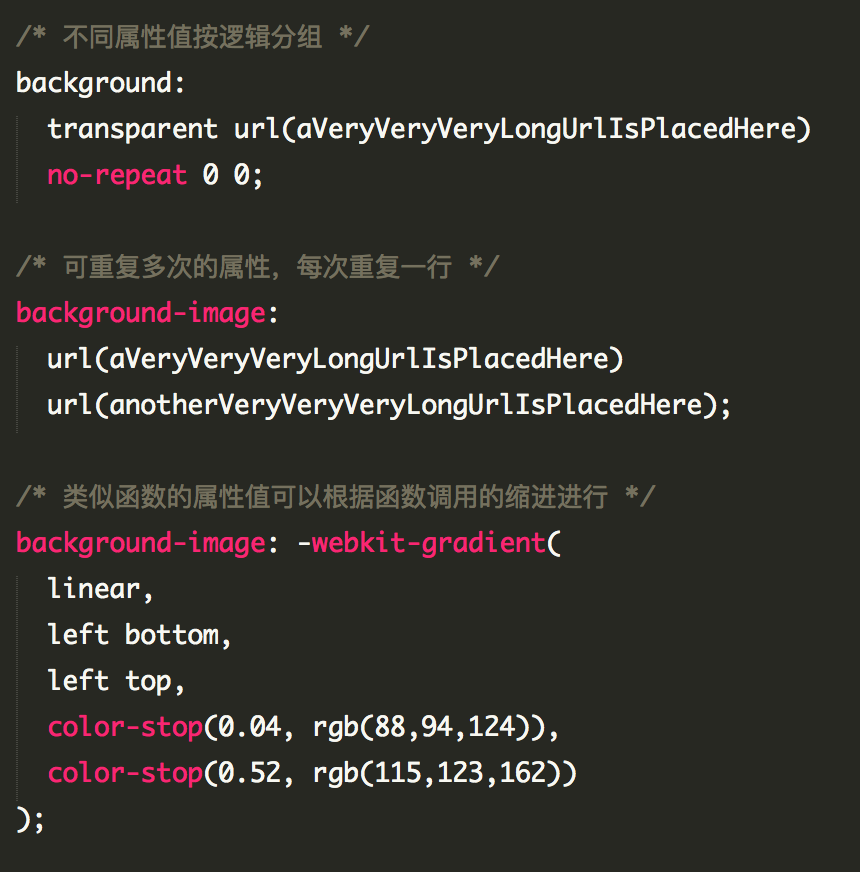 /* 不同属性值按逻辑分组 */
background:
transparent url(aVeryVeryVeryLongUrlIsPlacedHere)
no-repeat 0 0;
/* 可重复多次的属性，每次重复一行 */
background-image:
url(aVeryVeryVeryLongUrlIsPlacedHere)
url(anotherVeryVeryVeryLongUrlIsPlacedHere);
/* 类似函数的属性值可以根据函数调用的缩进进行 */
background-image: -webkit-gradient(
linear,
left bottom,
left top,
color-stop(0.04, rgb(88,94,124)),
color-stop(0.52, rgb(115,123,162))
);